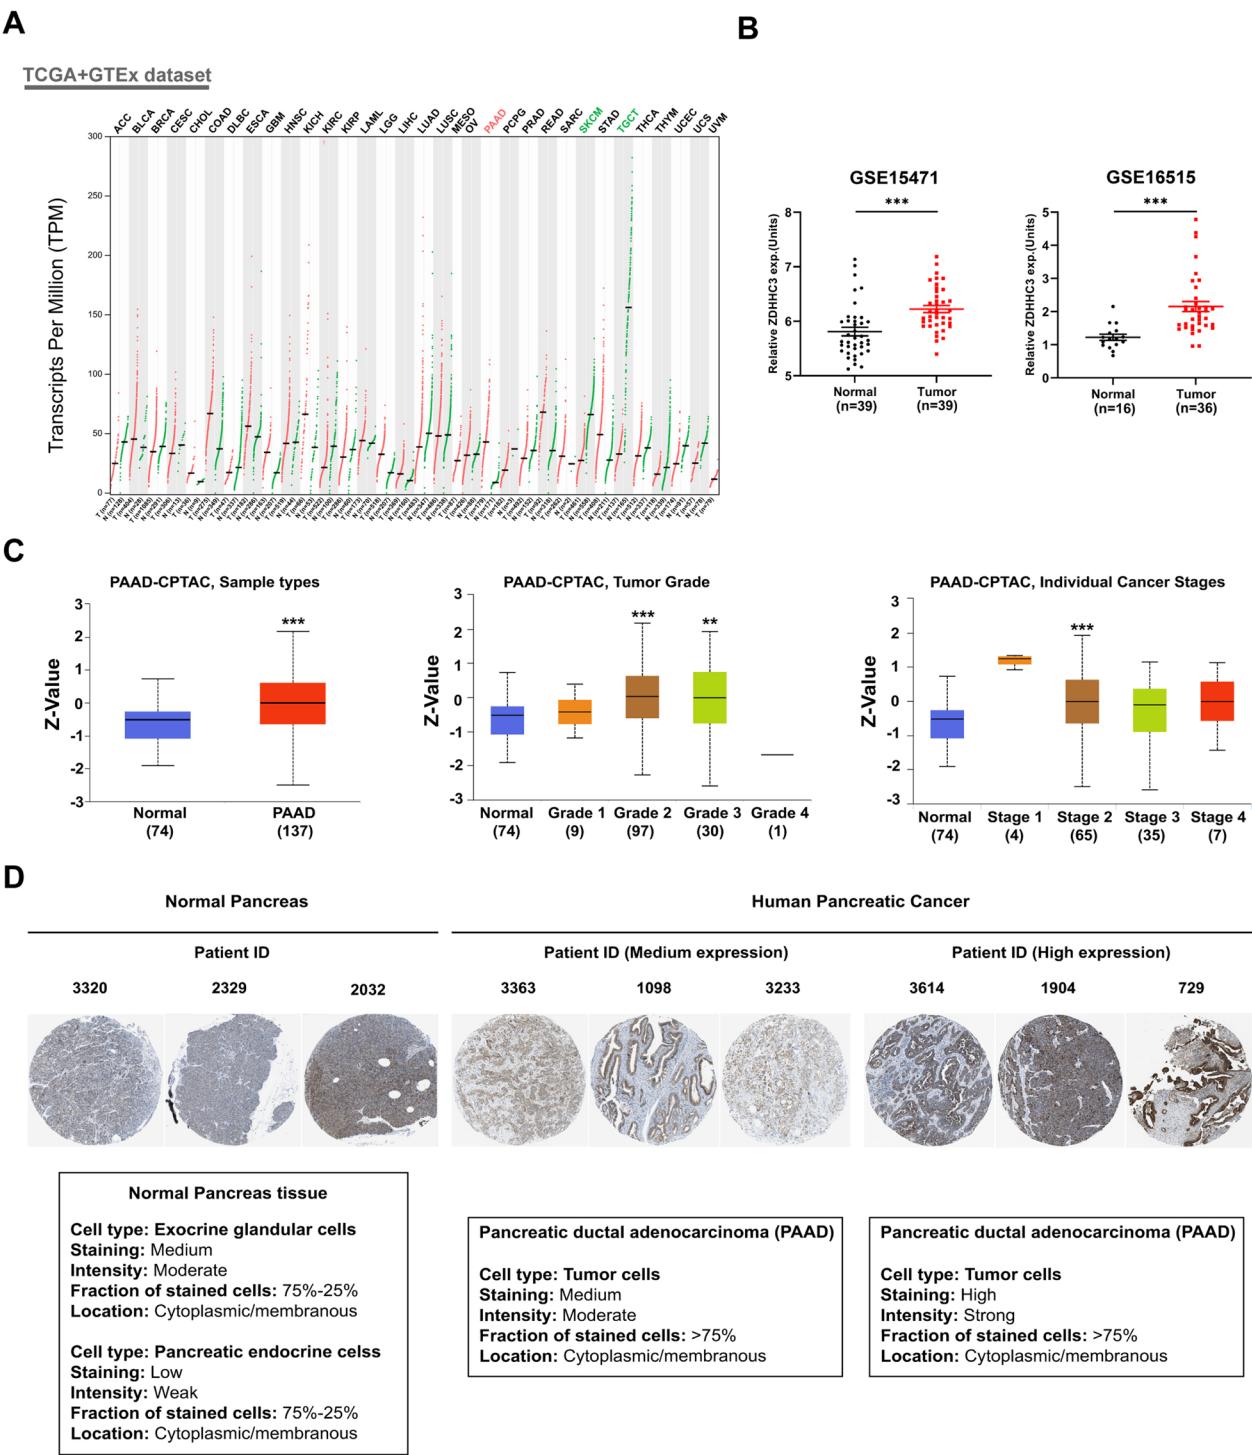 A
TCGA+GTEx dataset
ACC BLCA BRCA CESC CHOL COAD DLBC ESCA GBM HNSC KICH KIRC KIRP LAML LGG LIHC LUAD LUSC MESO OV PAAD PCPG PRAD READ SARC SKCM STAD TGCT THCA THYM UCEC UCS UVM
Transcripts Per Million (TPM)
300
250
200
150
100
50
0
B
GSE15471
***
Relative ZDHHC3 exp.(Units)
8
7
6
5
Normal
(n=39)
Tumor
(n=39)
GSE16515
***
Relative ZDHHC3 exp.(Units)
5
4
3
2
1
0
Normal
(n=16)
Tumor
(n=36)
C
PAAD-CPTAC, Sample types
Z-Value
3
2
1
0
-1
-2
-3
***
Normal
(74)
PAAD
(137)
PAAD-CPTAC, Tumor Grade
Z-Value
3
2
1
0
-1
-2
-3
***
**
Normal
(74)
Grade 1
(9)
Grade 2
(97)
Grade 3
(30)
Grade 4
(1)
PAAD-CPTAC, Individual Cancer Stages
Z-Value
3
2
1
0
-1
-2
-3
***
Normal
(74)
Stage 1
(4)
Stage 2
(65)
Stage 3
(35)
Stage 4
(7)
D
Normal Pancreas
Human Pancreatic Cancer
Patient ID
Patient ID (Medium expression)
Patient ID (High expression)
3320 2329 2032 3363 1098 3233 3614 1904 729
Normal Pancreas tissue
Cell type: Exocrine glandular cells
Staining: Medium
Intensity: Moderate
Fraction of stained cells: 75%-25%
Location: Cytoplasmic/membranous
Cell type: Pancreatic endocrine celss
Staining: Low
Intensity: Weak
Fraction of stained cells: 75%-25%
Location: Cytoplasmic/membranous
Pancreatic ductal adenocarcinoma (PAAD)
Cell type: Tumor cells
Staining: Medium
Intensity: Moderate
Fraction of stained cells: >75%
Location: Cytoplasmic/membranous
Pancreatic ductal adenocarcinoma (PAAD)
Cell type: Tumor cells
Staining: High
Intensity: Strong
Fraction of stained cells: >75%
Location: Cytoplasmic/membranous